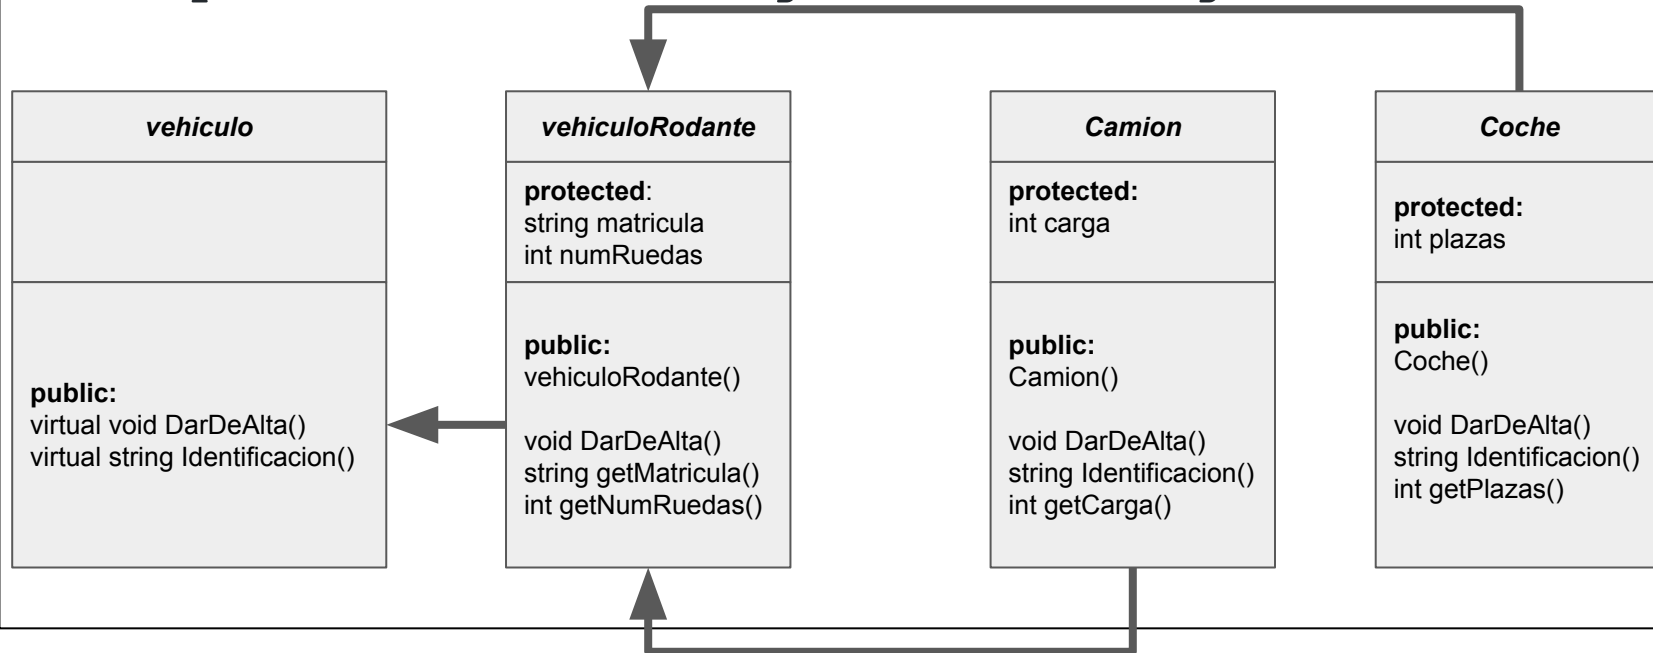 vehiculo
public:
virtual void DarDeAlta()
virtual string Identificacion()
vehiculoRodante
protected:
string matricula
int numRuedas
public:
vehiculoRodante()
void DarDeAlta()
string getMatricula()
int getNumRuedas()
Camion
protected:
int carga
public:
Camion()
void DarDeAlta()
string Identificacion()
int getCarga()
Coche
protected:
int plazas
public:
Coche()
void DarDeAlta()
string Identificacion()
int getPlazas()